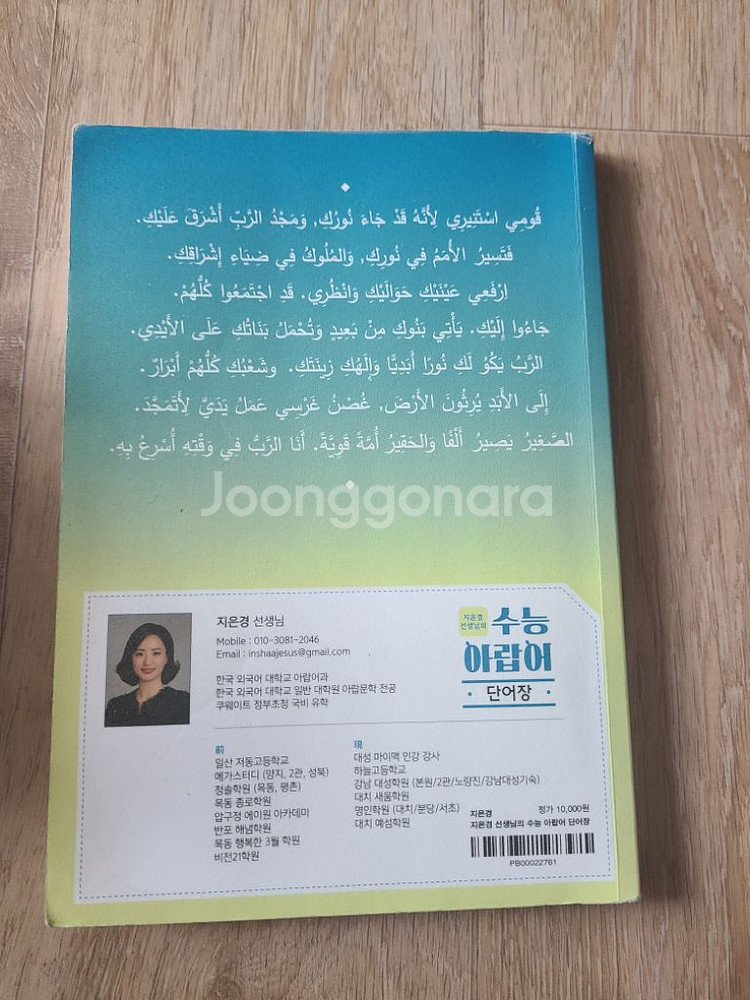 قُومِي اسْتَنِيرِي لِأَنَّهُ قَدْ جَاءَ نُورُكِ, وَمَجْدُ الرَّبِّ أَشْرَقَ عَلَيْكِ.
فَتَسِيرُ الأُمَمُ فِي نُورِكِ, وَالمُلُوكُ فِي ضِيَاءِ إِشْرَاقِكِ.
اِرْفَعِي عَيْنَيْكِ حَوَالَيْكِ وَانْظُرِي. قَد اجْتَمَعُوا كُلُّهُمْ.
جَاءُوا إِلَيْكِ. يَأْتِي بَنُوكِ مِنْ بَعِيدٍ وَتُحْمَلُ بَنَاتُكِ عَلَى الأَيْدِي.
الرَّبُ يَكُو لَكِ نُورًا أَبَدِيًّا وَإِلَهُكِ زِينَتَكِ. وشَعْبُكِ كُلُّهُمْ أَبْرَارٌ.
إِلَى الأَبَدِ يُرِثُونَ الأَرْضَ, غُصْنُ غَرْسِي عَمَلُ يَدَيَّ لِأَتَمَجَّدَ.
الصَّغِيرُ يَصِيرُ أَلْفًا وَالحَقِيرُ أُمَّةً قَوِيَّةً. أَنَا الرَّبُّ فِي وَقْتِهِ أُسْرِعُ بِهِ.
Joonggonara
지은경 선생님
Mobile : 010-3081-2046
Email : inshaajesus@gmail.com
한국 외국어 대학교 아랍어과
한국 외국어 대학교 일반 대학원 아랍문학 전공
쿠웨이트 정부초청 국비 유학
지은경
선생님의
수능
아랍어
단어장
前
일산 저동고등학교
메가스터디 (양지, 2관, 성북)
청솔학원 (목동, 평촌)
목동 종로학원
압구정 에이원 아카데미
반포 해냄학원
목동 행복한 3월 학원
비전21학원
現
대성 마이맥 인강 강사
하늘고등학교
강남 대성학원 (본원/2관/노량진/강남대성기숙)
대치 새움학원
명인학원 (대치/분당/서초)
대치 예섬학원
지은경 정가 10,000원
지은경 선생님의 수능 아랍어 단어장
PB00022761